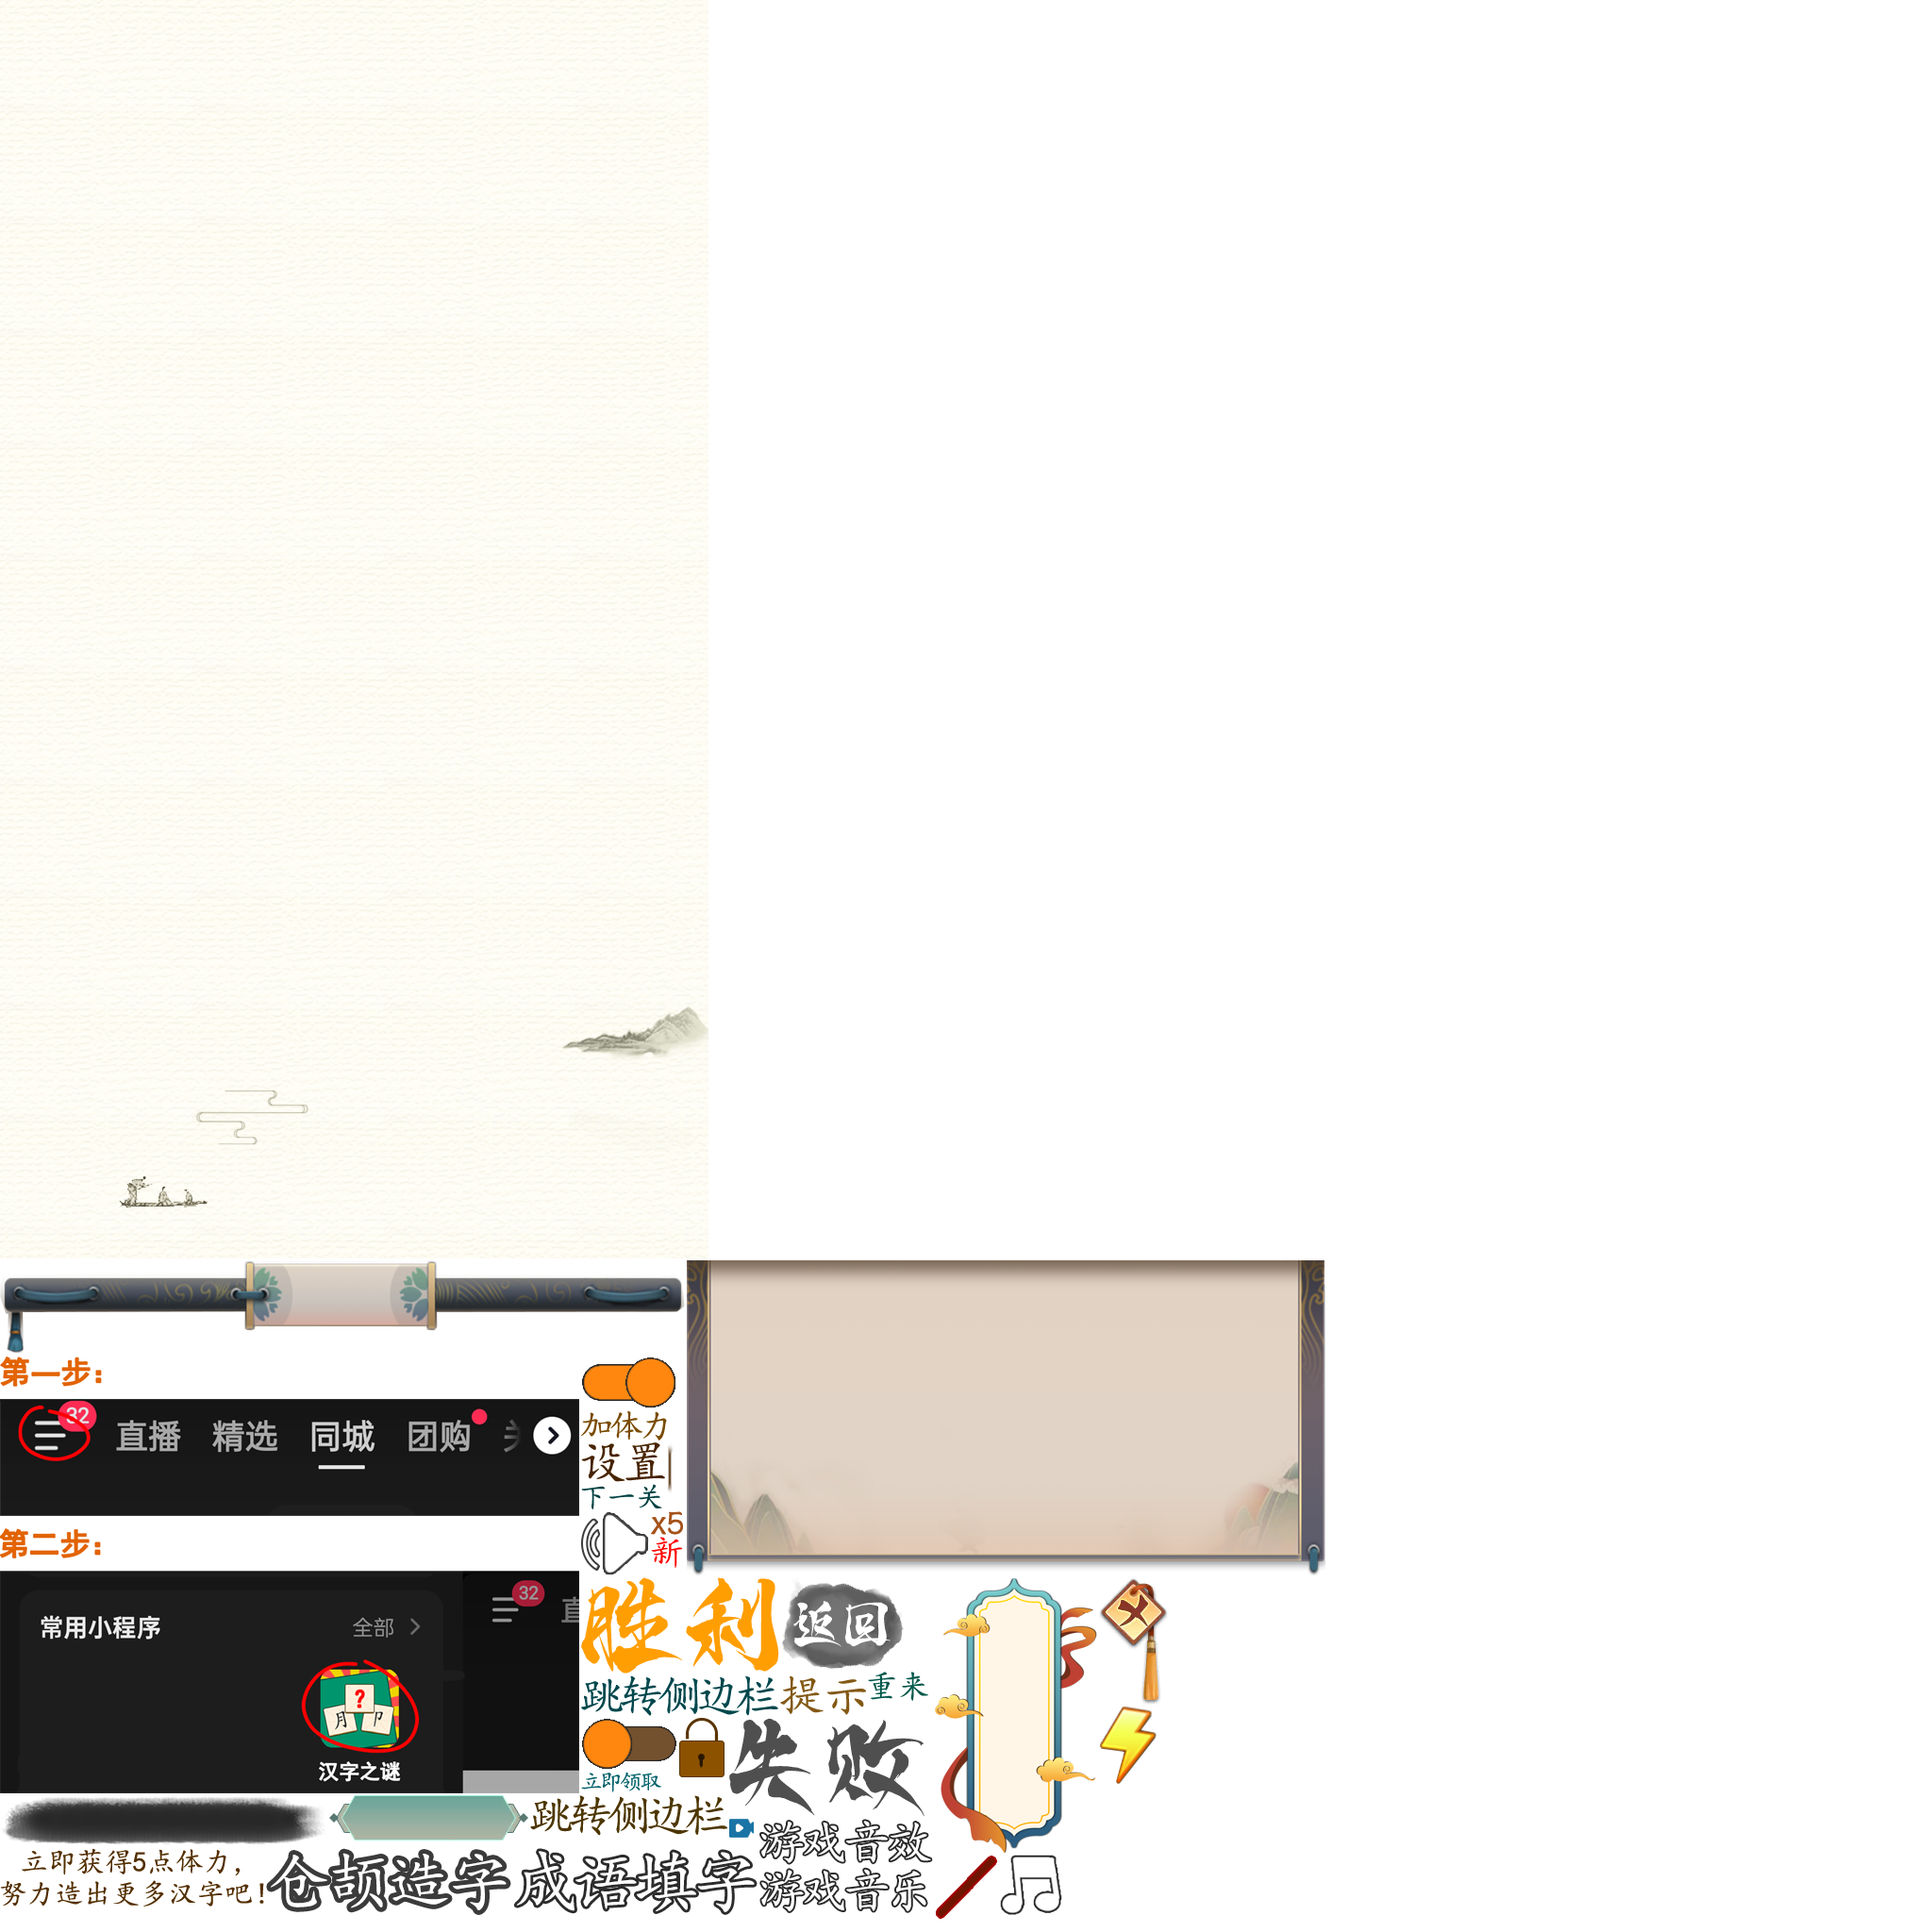 第一步：
32
直播 精选 同城 团购
第二步：
常用小程序
全部
32
?
月 卩
汉字之谜
加体力
设置
下一关
x5
新
胜利
返回
跳转侧边栏
提示
重来
立即领取
失败
跳转侧边栏
立即获得5点体力，
努力造出更多汉字吧！
仓颉造字
成语填字
游戏音效
游戏音乐